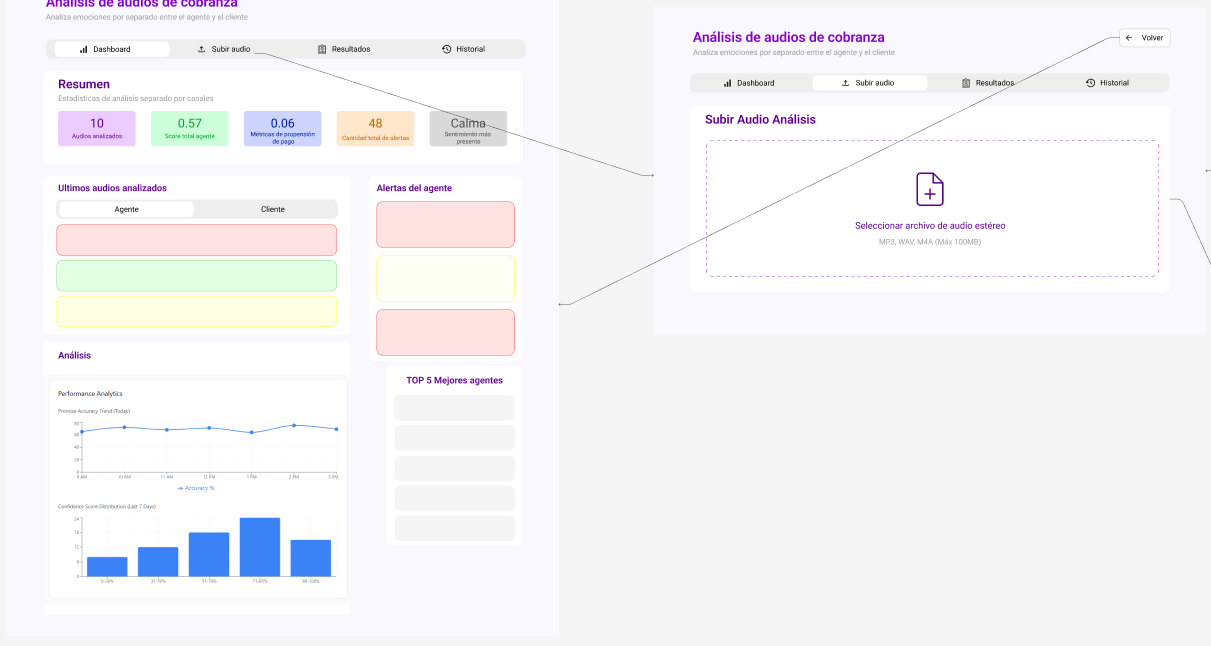 Análisis de audios de cobranza
Analiza emociones por separado entre el agente y el cliente
Dashboard
Subir audio
Resultados
Historial
Resumen
Estadísticas de análisis separado por canales
10
Audios analizados
0.57
Score total agente
0.06
Métricas de propensión
de pago
48
Cantidad total de alertas
Calma
Sentimiento más
presente
Ultimos audios analizados
Agente
Cliente
Alertas del agente
Análisis
Performance Analytics
Promise Accuracy Trend (Today)
80
60
40
20
0
9 AM
10 AM
11 AM
12 PM
1 PM
2 PM
3 PM
Accuracy %
Confidence Score Distribution (Last 7 Days)
24
18
12
6
0
0-30%
31-50%
51-70%
71-85%
86-100%
TOP 5 Mejores agentes
Análisis de audios de cobranza
Analiza emociones por separado entre el agente y el cliente
Volver
Dashboard
Subir audio
Resultados
Historial
Subir Audio Análisis
Seleccionar archivo de audio estéreo
MP3, WAV, M4A (Máx 100MB)